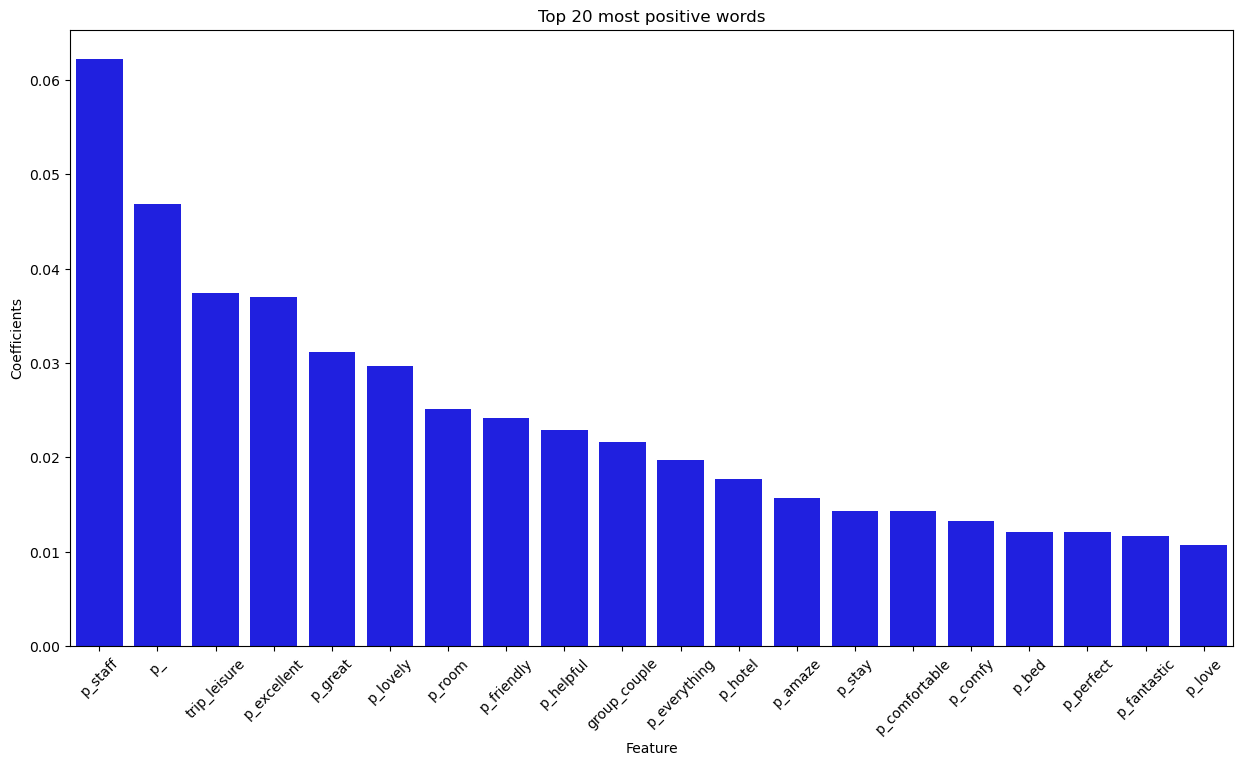 Top 20 most positive words
Coefficients
0.06
0.05
0.04
0.03
0.02
0.01
0.00
p_staff
p_
trip_leisure
p_excellent
p_great
p_lovely
p_room
p_friendly
p_helpful
group_couple
p_everything
p_hotel
p_amaze
p_stay
p_comfortable
p_comfy
p_bed
p_perfect
p_fantastic
p_love
Feature